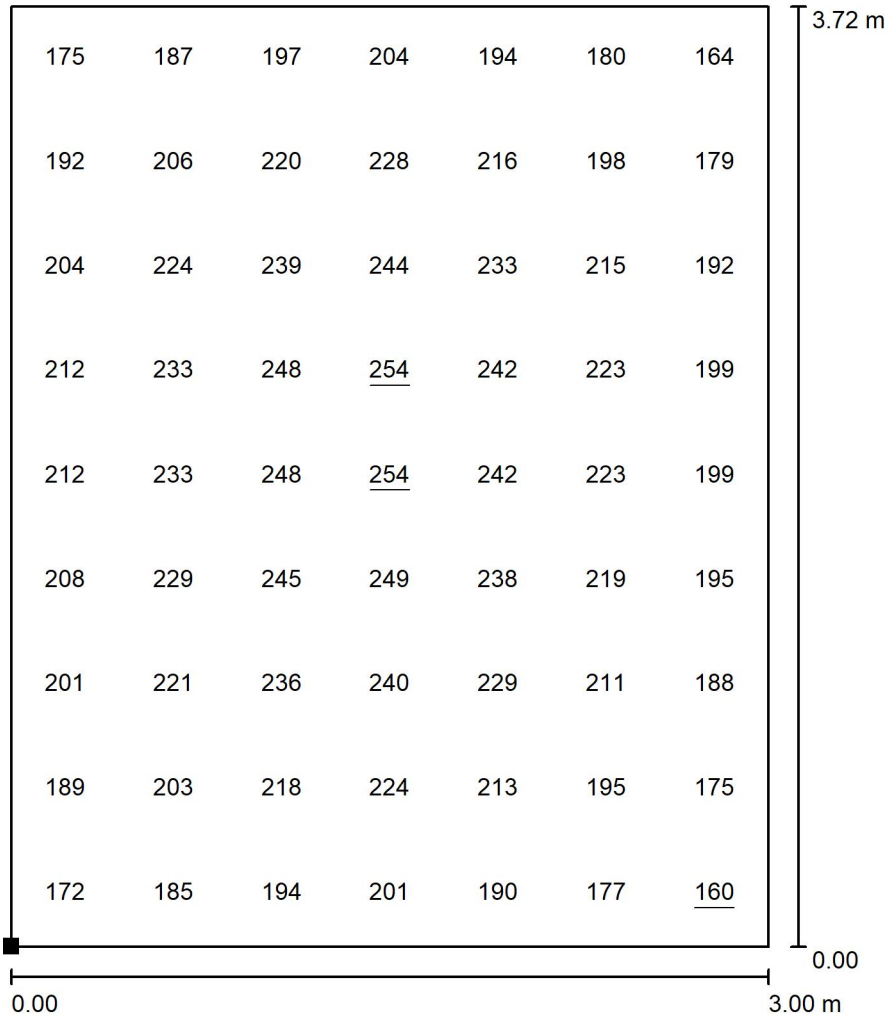 3.72 m
175 187 197 204 194 180 164
192 206 220 228 216 198 179
204 224 239 244 233 215 192
212 233 248 254 242 223 199
212 233 248 254 242 223 199
208 229 245 249 238 219 195
201 221 236 240 229 211 188
189 203 218 224 213 195 175
172 185 194 201 190 177 160
0.00
0.00 3.00 m